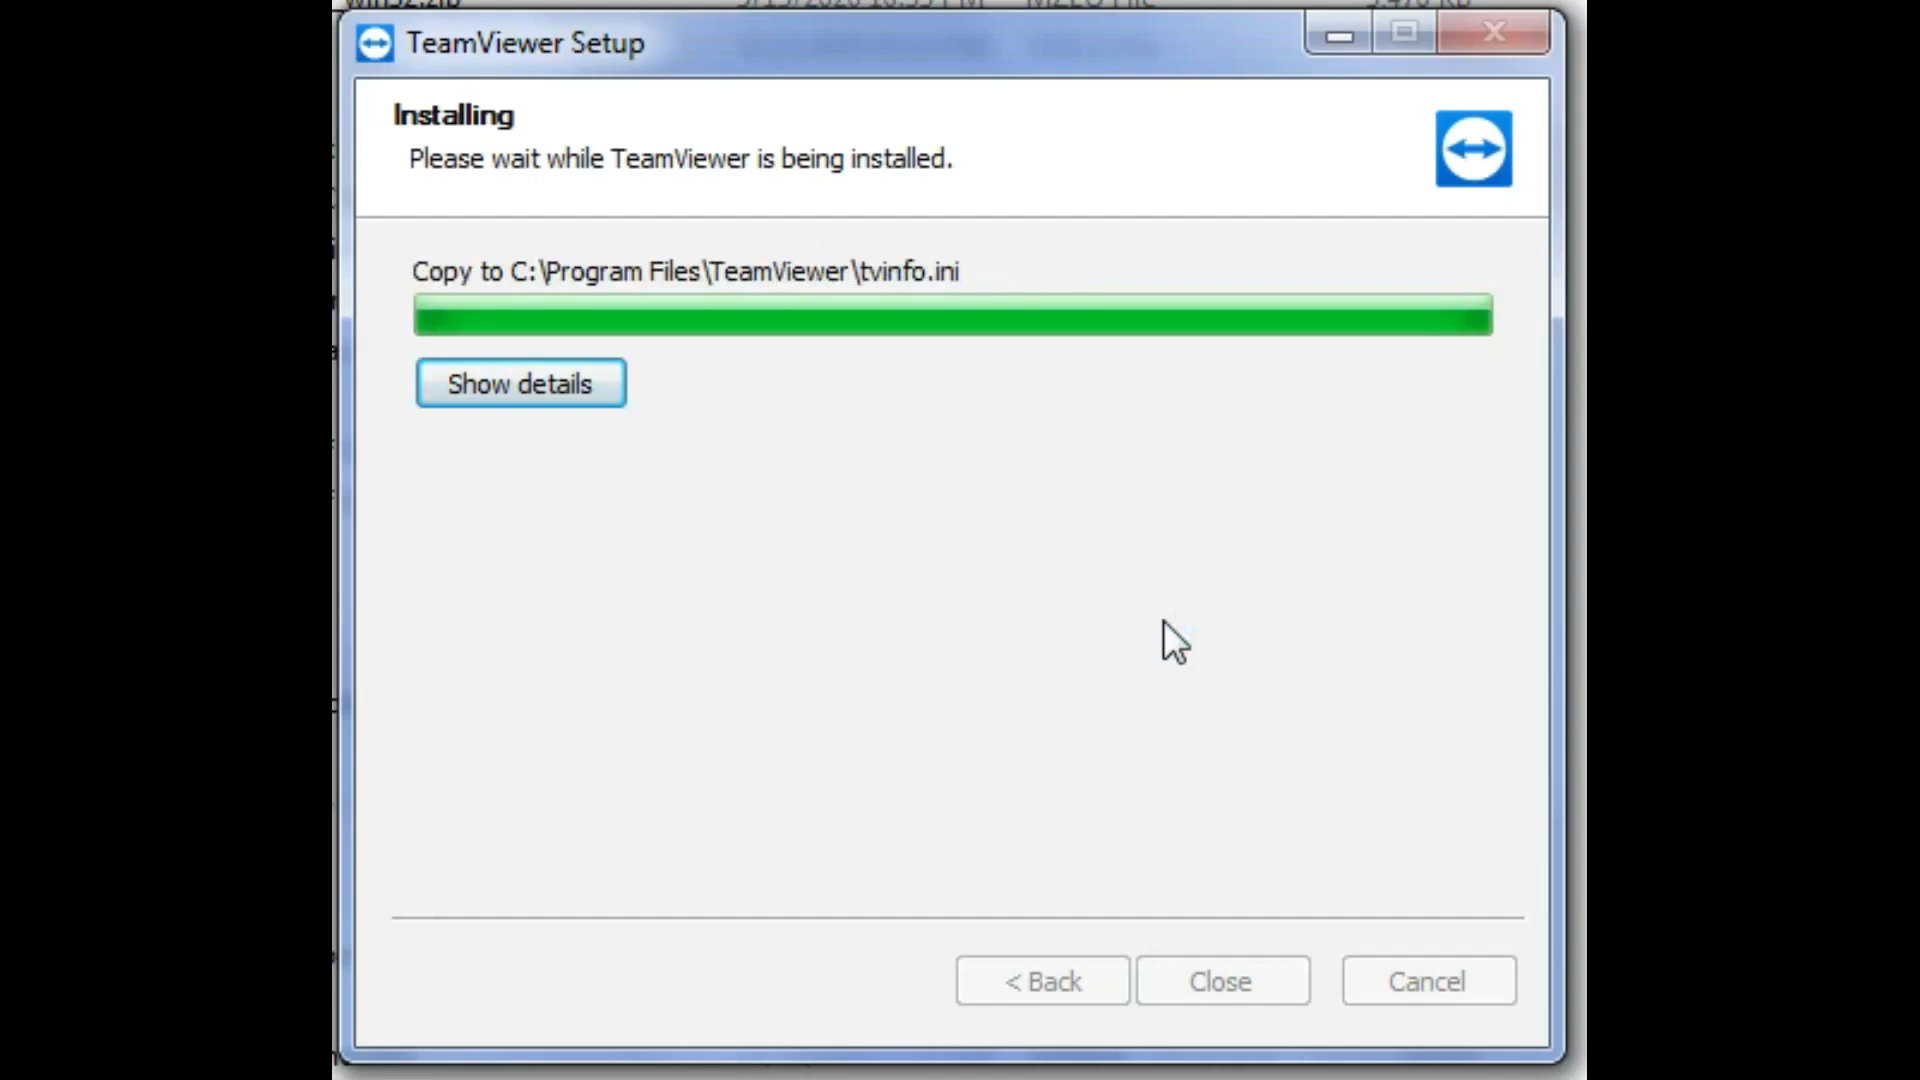 TeamViewer Setup
Installing
Please wait while TeamViewer is being installed.
Copy to C:\Program Files\TeamViewer\tvinfo.ini
Show details
< Back
Close
Cancel